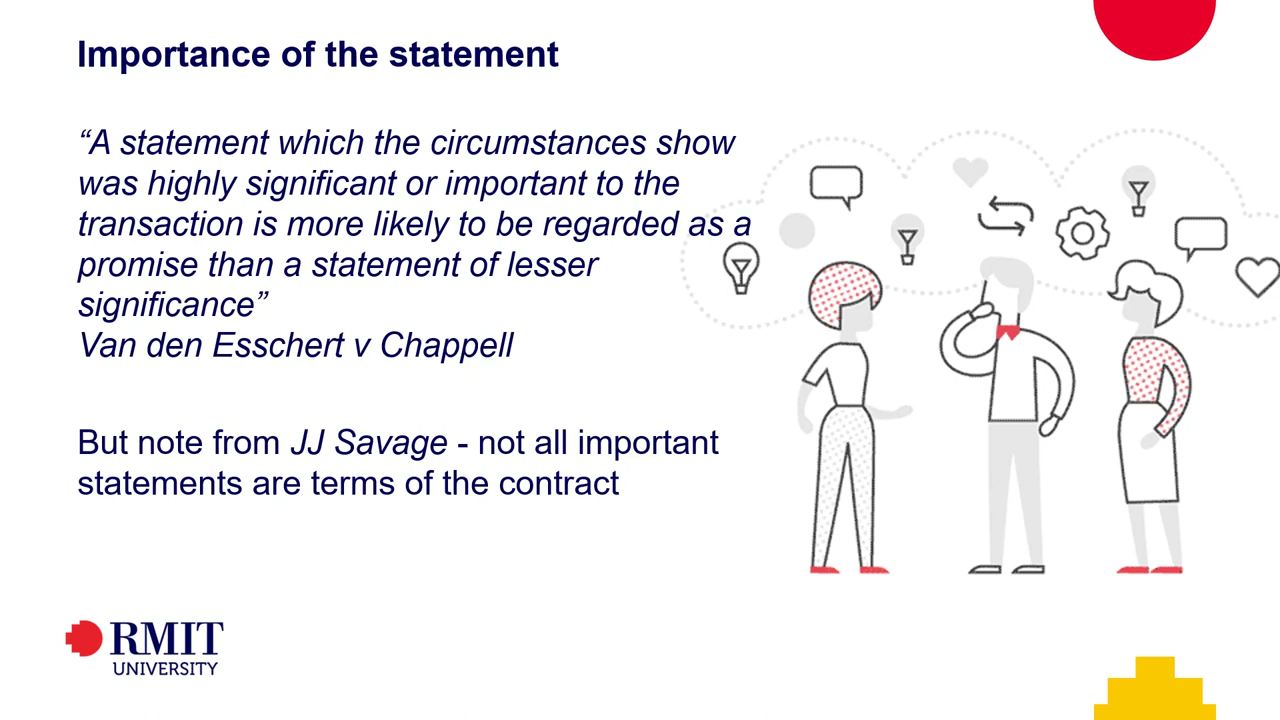 Importance of the statement
“A statement which the circumstances show
was highly significant or important to the
transaction is more likely to be regarded as a
promise than a statement of lesser
significance”
Van den Esschert v Chappell
But note from JJ Savage - not all important
statements are terms of the contract
RMIT
UNIVERSITY